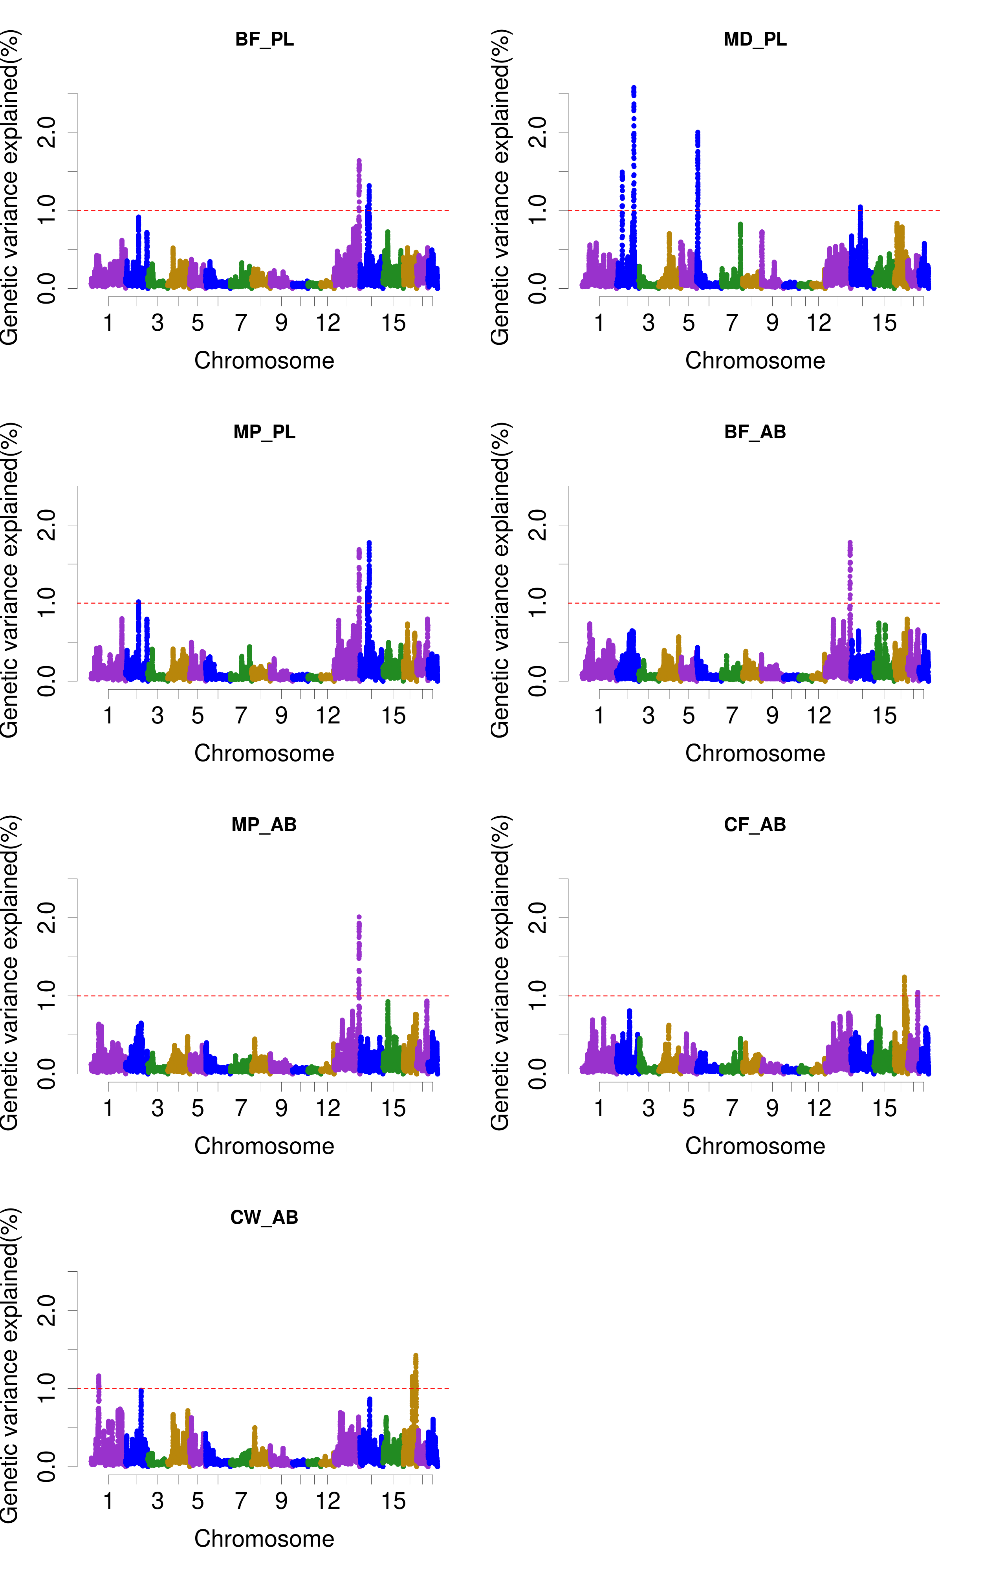 BF_PL
Genetic variance explained(%)
0.0 1.0 2.0
1 3 5 7 9 12 15
Chromosome
MD_PL
Genetic variance explained(%)
0.0 1.0 2.0
1 3 5 7 9 12 15
Chromosome
MP_PL
Genetic variance explained(%)
0.0 1.0 2.0
1 3 5 7 9 12 15
Chromosome
BF_AB
Genetic variance explained(%)
0.0 1.0 2.0
1 3 5 7 9 12 15
Chromosome
MP_AB
Genetic variance explained(%)
0.0 1.0 2.0
1 3 5 7 9 12 15
Chromosome
CF_AB
Genetic variance explained(%)
0.0 1.0 2.0
1 3 5 7 9 12 15
Chromosome
CW_AB
Genetic variance explained(%)
0.0 1.0 2.0
1 3 5 7 9 12 15
Chromosome